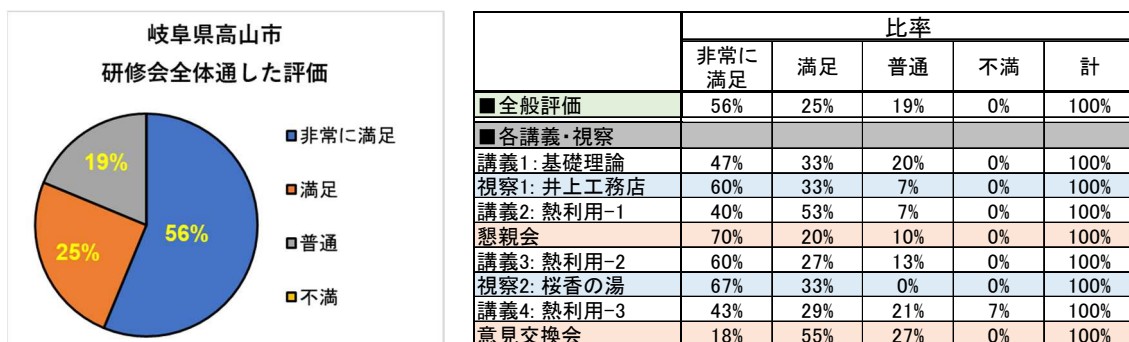 岐阜県高山市
研修会全体通した評価
56%
25%
19%
非常に満足
満足
普通
不満
比率
非常に
満足
満足 普通 不満 計
■全般評価 56% 25% 19% 0% 100%
■各講義・視察
講義1:基礎理論 47% 33% 20% 0% 100%
視察1:井上工務店 60% 33% 7% 0% 100%
講義2:熱利用-1 40% 53% 7% 0% 100%
懇親会 70% 20% 10% 0% 100%
講義3:熱利用-2 60% 27% 13% 0% 100%
視察2:桜香の湯 67% 33% 0% 0% 100%
講義4:熱利用-3 43% 29% 21% 7% 100%
意見交換会 18% 55% 27% 0% 100%